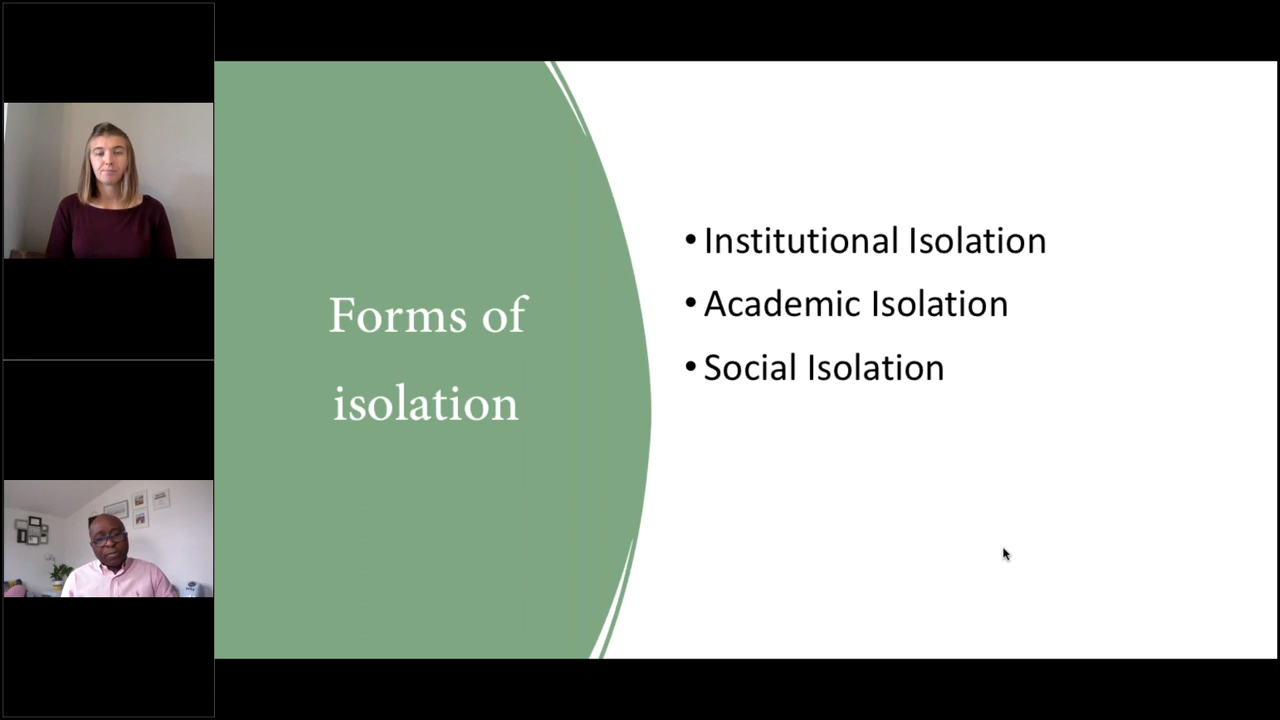 Forms of
isolation
• Institutional Isolation
• Academic Isolation
• Social Isolation